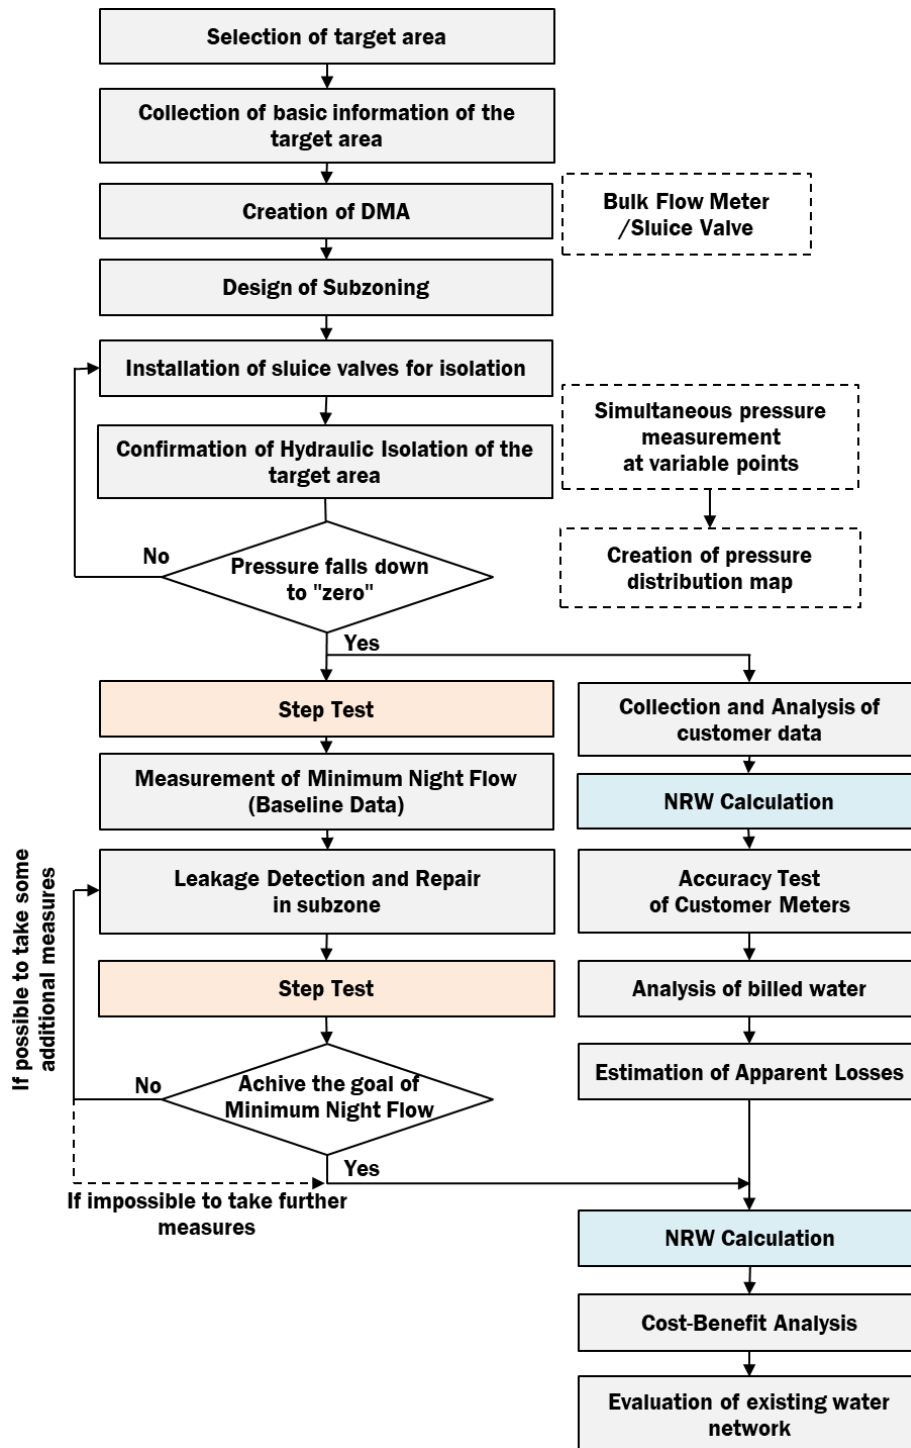 Selection of target area
Collection of basic information of the
target area
Creation of DMA
Bulk Flow Meter
/Sluice Valve
Design of Subzoning
Installation of sluice valves for isolation
Simultaneous pressure
measurement
at variable points
Confirmation of Hydraulic Isolation of the
target area
No
Pressure falls down
to "zero"
Creation of pressure
distribution map
Yes
Step Test
Collection and Analysis of
customer data
Measurement of Minimum Night Flow
(Baseline Data)
NRW Calculation
If possible to take some
additional measures
Leakage Detection and Repair
in subzone
Accuracy Test
of Customer Meters
Step Test
Analysis of billed water
No
Achive the goal of
Minimum Night Flow
Estimation of Apparent Losses
Yes
If impossible to take further
measures
NRW Calculation
Cost-Benefit Analysis
Evaluation of existing water
network